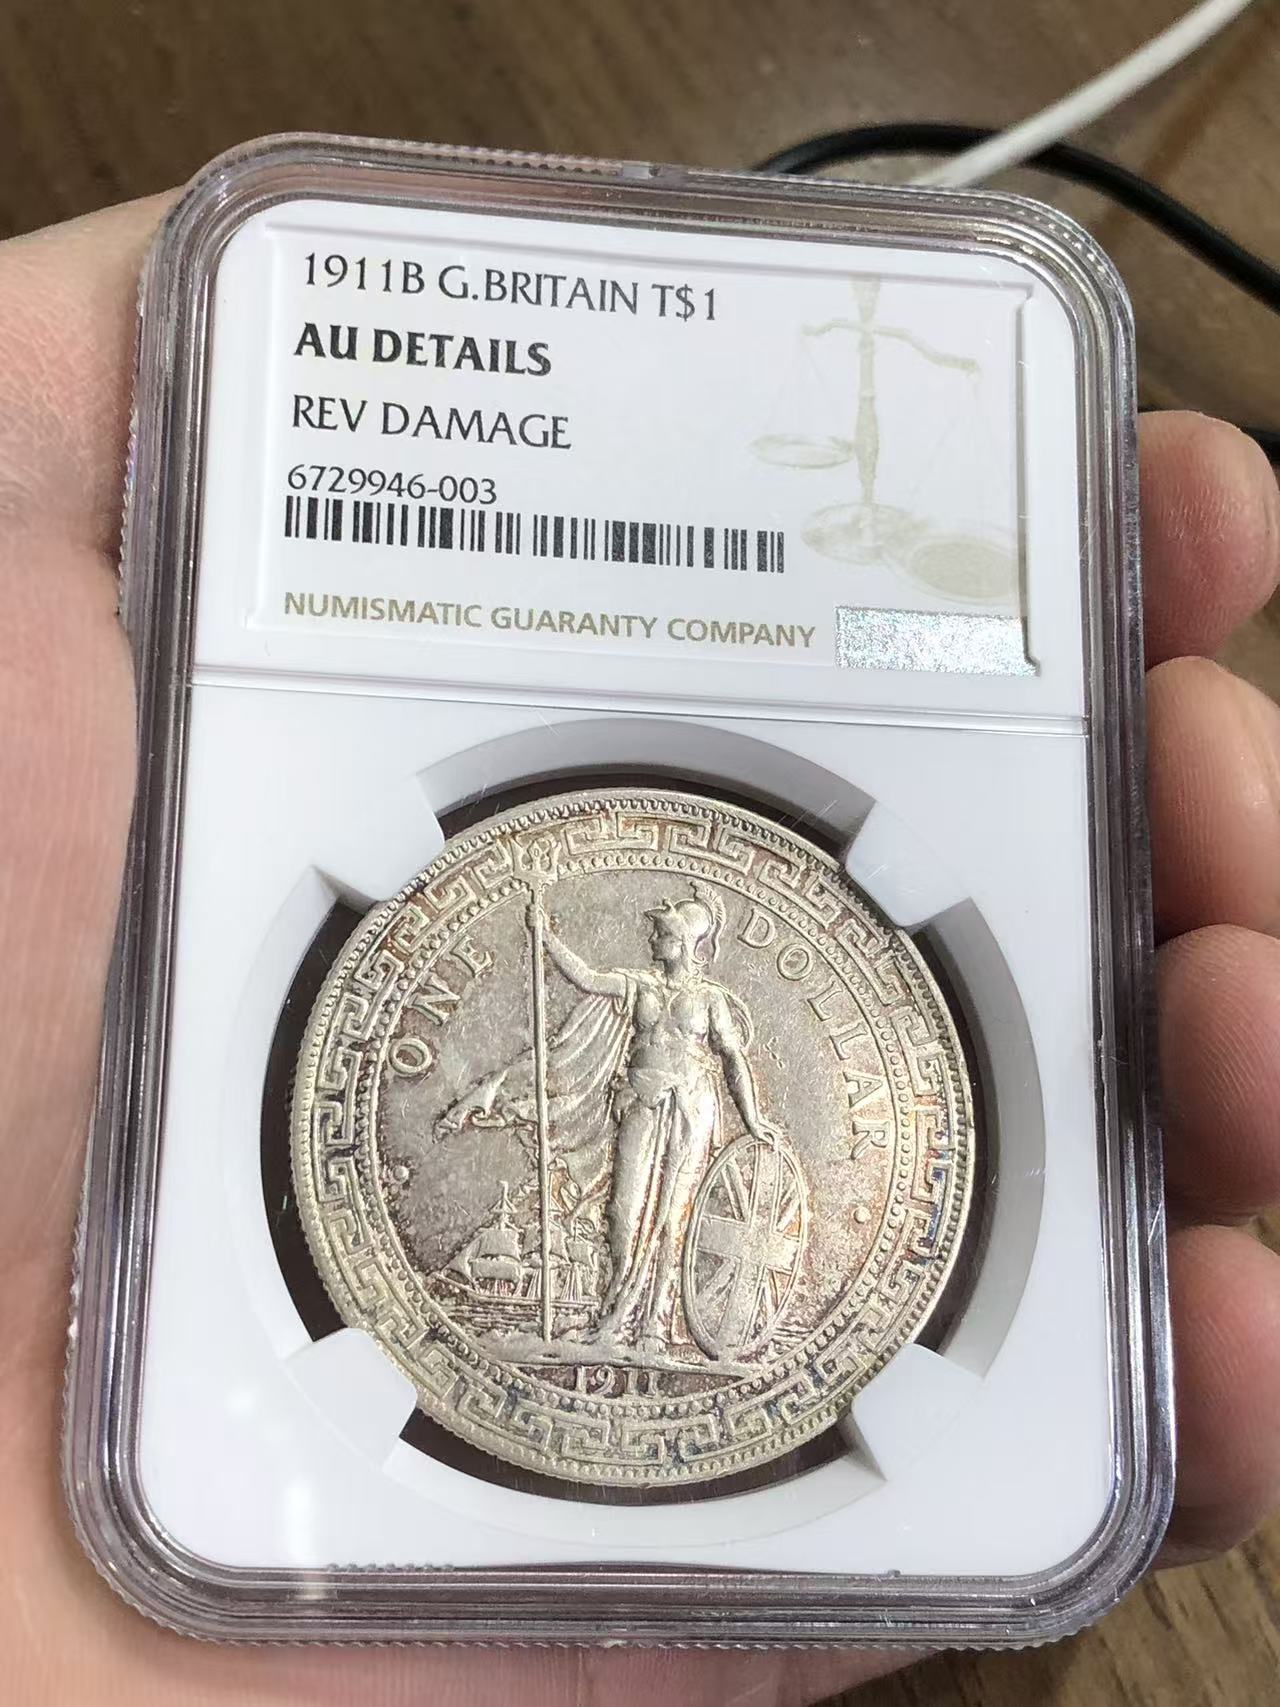 1911B G.BRITAIN T$1
AU DETAILS
REV DAMAGE
6729946-003
NUMISMATIC GUARANTY COMPANY
ONE DOLLAR
1911